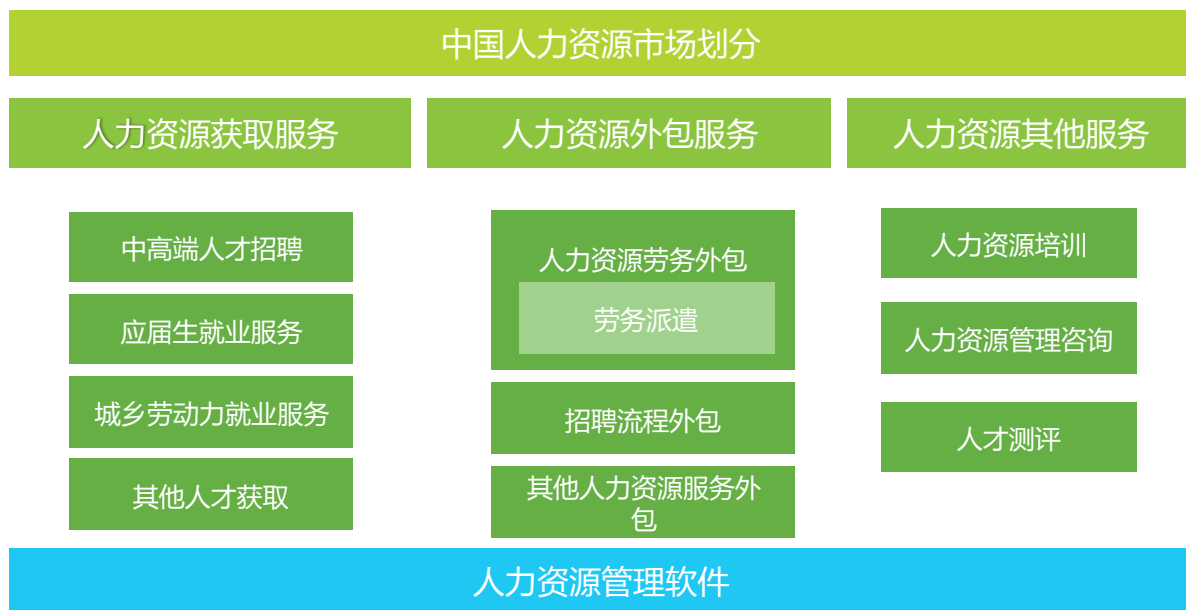 中国人力资源市场划分
人力资源获取服务
人力资源外包服务
人力资源其他服务
中高端人才招聘
应届生就业服务
城乡劳动力就业服务
其他人才获取
人力资源劳务外包
劳务派遣
招聘流程外包
其他人力资源服务外
包
人力资源培训
人力资源管理咨询
人才测评
人力资源管理软件